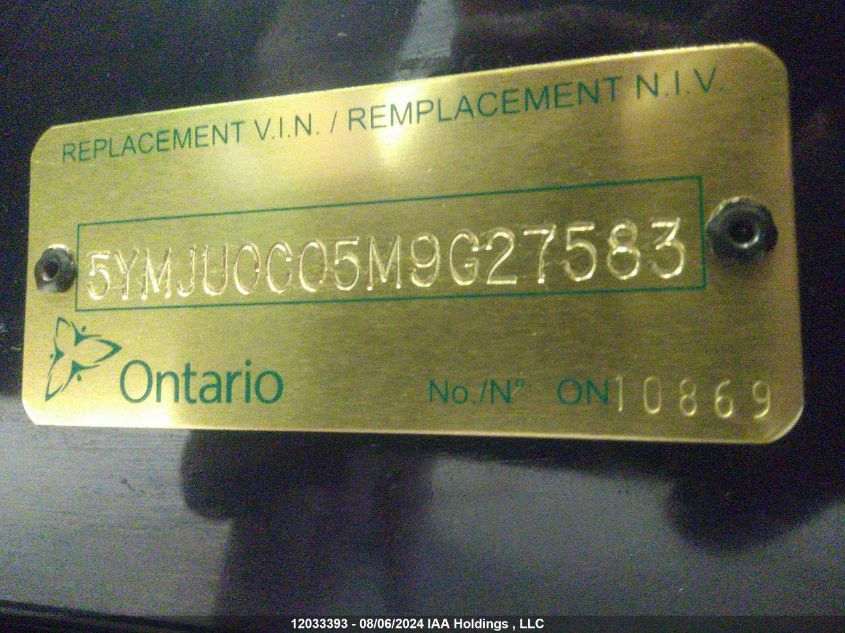 REPLACEMENT V.I.N. / REMPLACEMENT N.I.V.
5YMJU0C05M9G27583
Ontario
No./N° ON10869
12033393 - 08/06/2024 IAA Holdings , LLC